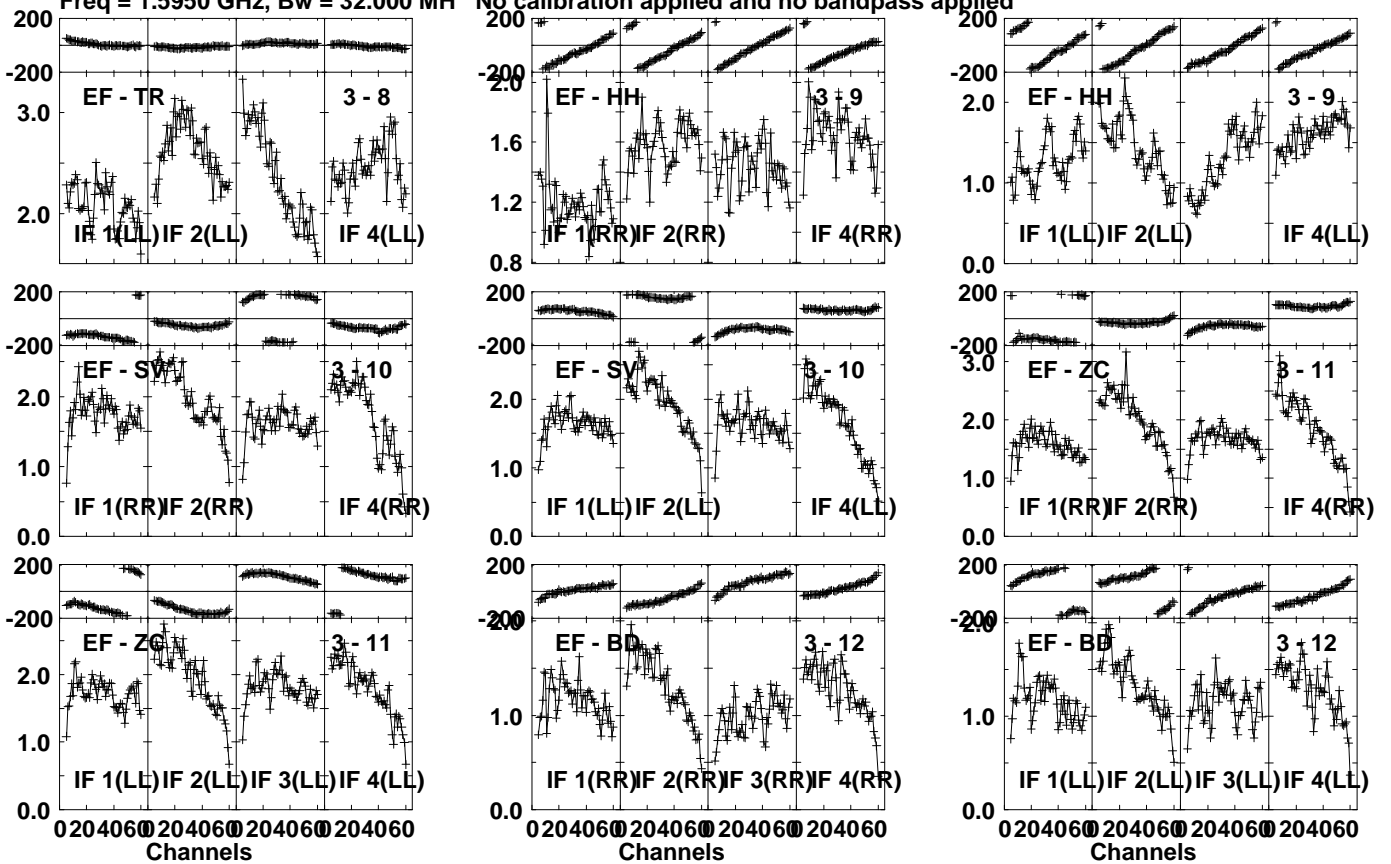 Freq = 1.5950 GHz, Bw = 32.000 MH No calibration applied and no bandpass applied
200
-200
3.0
2.0
EF - TR 3 - 8
IF 1(LL) IF 2(LL) IF 4(LL)
200
-200
2.0
1.6
1.2
0.8
EF - HH 3 - 9
IF 1(RR) IF 2(RR) IF 4(RR)
200
-200
2.0
1.0
0.0
EF - HH 3 - 9
IF 1(LL) IF 2(LL) IF 4(LL)
200
-200
2.0
1.0
0.0
EF - SV 3 - 10
IF 1(RR) IF 2(RR) IF 4(RR)
200
-200
2.0
1.0
0.0
EF - SV 3 - 10
IF 1(LL) IF 2(LL) IF 4(LL)
200
-200
3.0
2.0
1.0
0.0
EF - ZC 3 - 11
IF 1(RR) IF 2(RR) IF 4(RR)
200
-200
2.0
1.0
0.0
EF - ZC 3 - 11
IF 1(LL) IF 2(LL) IF 3(LL) IF 4(LL)
0 20 40 60 0 20 40 60 0 20 40 60 0 20 40 60
Channels
200
-200
2.0
1.0
0.0
EF - BD 3 - 12
IF 1(RR) IF 2(RR) IF 3(RR) IF 4(RR)
0 20 40 60 0 20 40 60 0 20 40 60 0 20 40 60
Channels
200
-200
2.0
1.0
0.0
EF - BD 3 - 12
IF 1(LL) IF 2(LL) IF 3(LL) IF 4(LL)
0 20 40 60 0 20 40 60 0 20 40 60 0 20 40 60
Channels